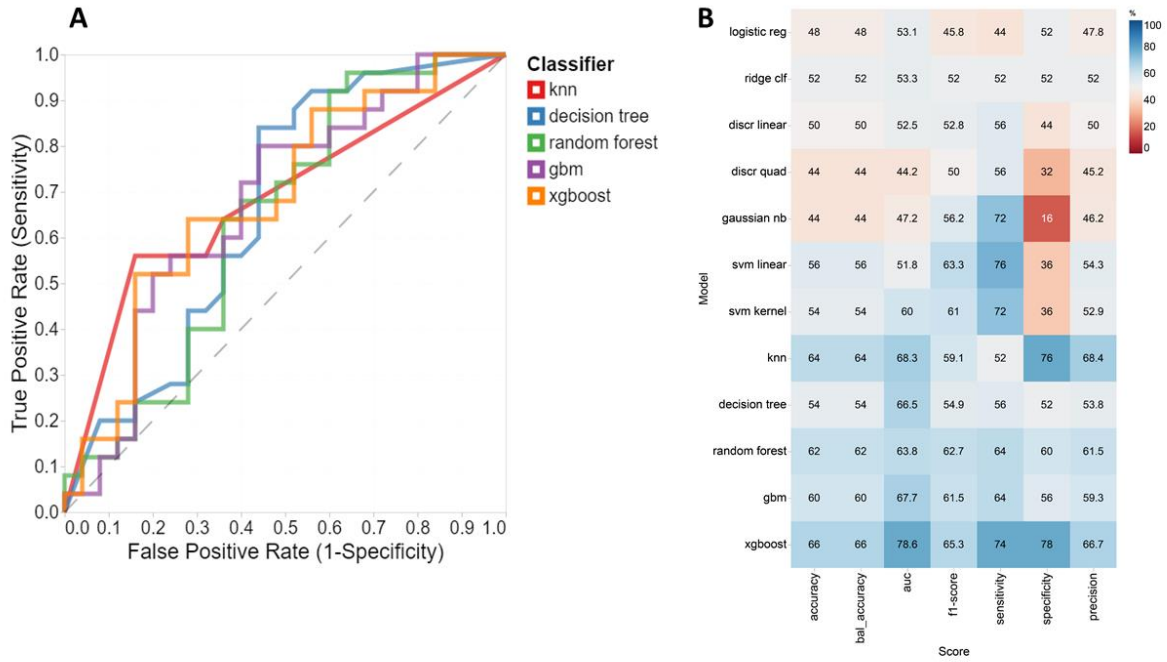 A
1.0
0.9
0.8
0.7
0.6
0.5
0.4
0.3
0.2
0.1
0.0
True Positive Rate (Sensitivity)
0.0 0.1 0.2 0.3 0.4 0.5 0.6 0.7 0.8 0.9 1.0
False Positive Rate (1-Specificity)
Classifier
knn
decision tree
random forest
gbm
xgboost
B
Model
logistic reg 48 48 53.1 45.8 44 52 47.8
ridge clf 52 52 53.3 52 52 52 52
discr linear 50 50 52.5 52.8 56 44 50
discr quad 44 44 44.2 50 56 32 45.2
gaussian nb 44 44 47.2 56.2 72 16 46.2
svm linear 56 56 51.8 63.3 76 36 54.3
svm kernel 54 54 60 61 72 36 52.9
knn 64 64 68.3 59.1 52 76 68.4
decision tree 54 54 66.5 54.9 56 52 53.8
random forest 62 62 63.8 62.7 64 60 61.5
gbm 60 60 67.7 61.5 64 56 59.3
xgboost 66 66 78.6 65.3 74 78 66.7
accuracy bal_accuracy auc f1-score sensitivity specificity precision
Score
%
100
80
60
40
20
0